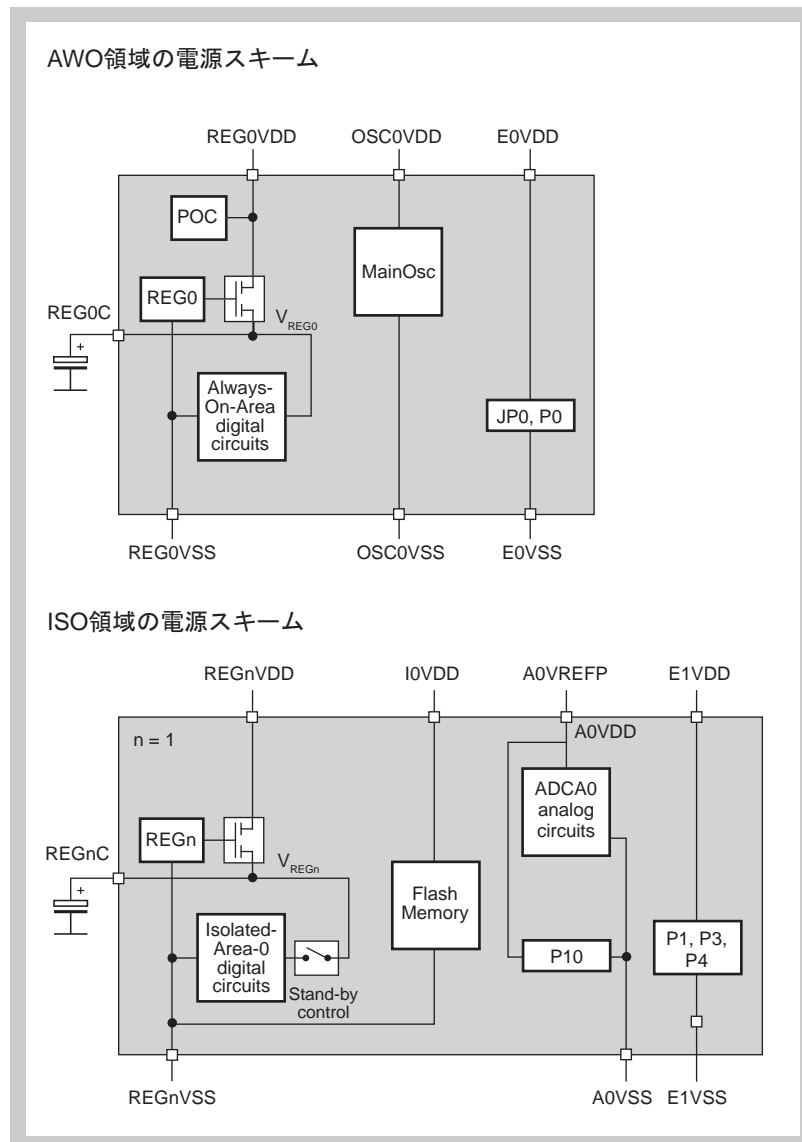 AWO領域の電源スキーム
REG0VDD
OSC0VDD
E0VDD
POC
MainOsc
REG0
REG0C
VREG0
+
Always-
On-Area
digital
circuits
JP0, P0
REG0VSS
OSC0VSS
E0VSS
ISO領域の電源スキーム
REGnVDD
I0VDD
A0VREFP
E1VDD
n = 1
A0VDD
ADCA0
analog
circuits
REGn
REGnC
VREGn
+
Flash
Memory
Isolated-
Area-0
digital
circuits
Stand-by
control
P10
P1, P3,
P4
REGnVSS
A0VSS
E1VSS